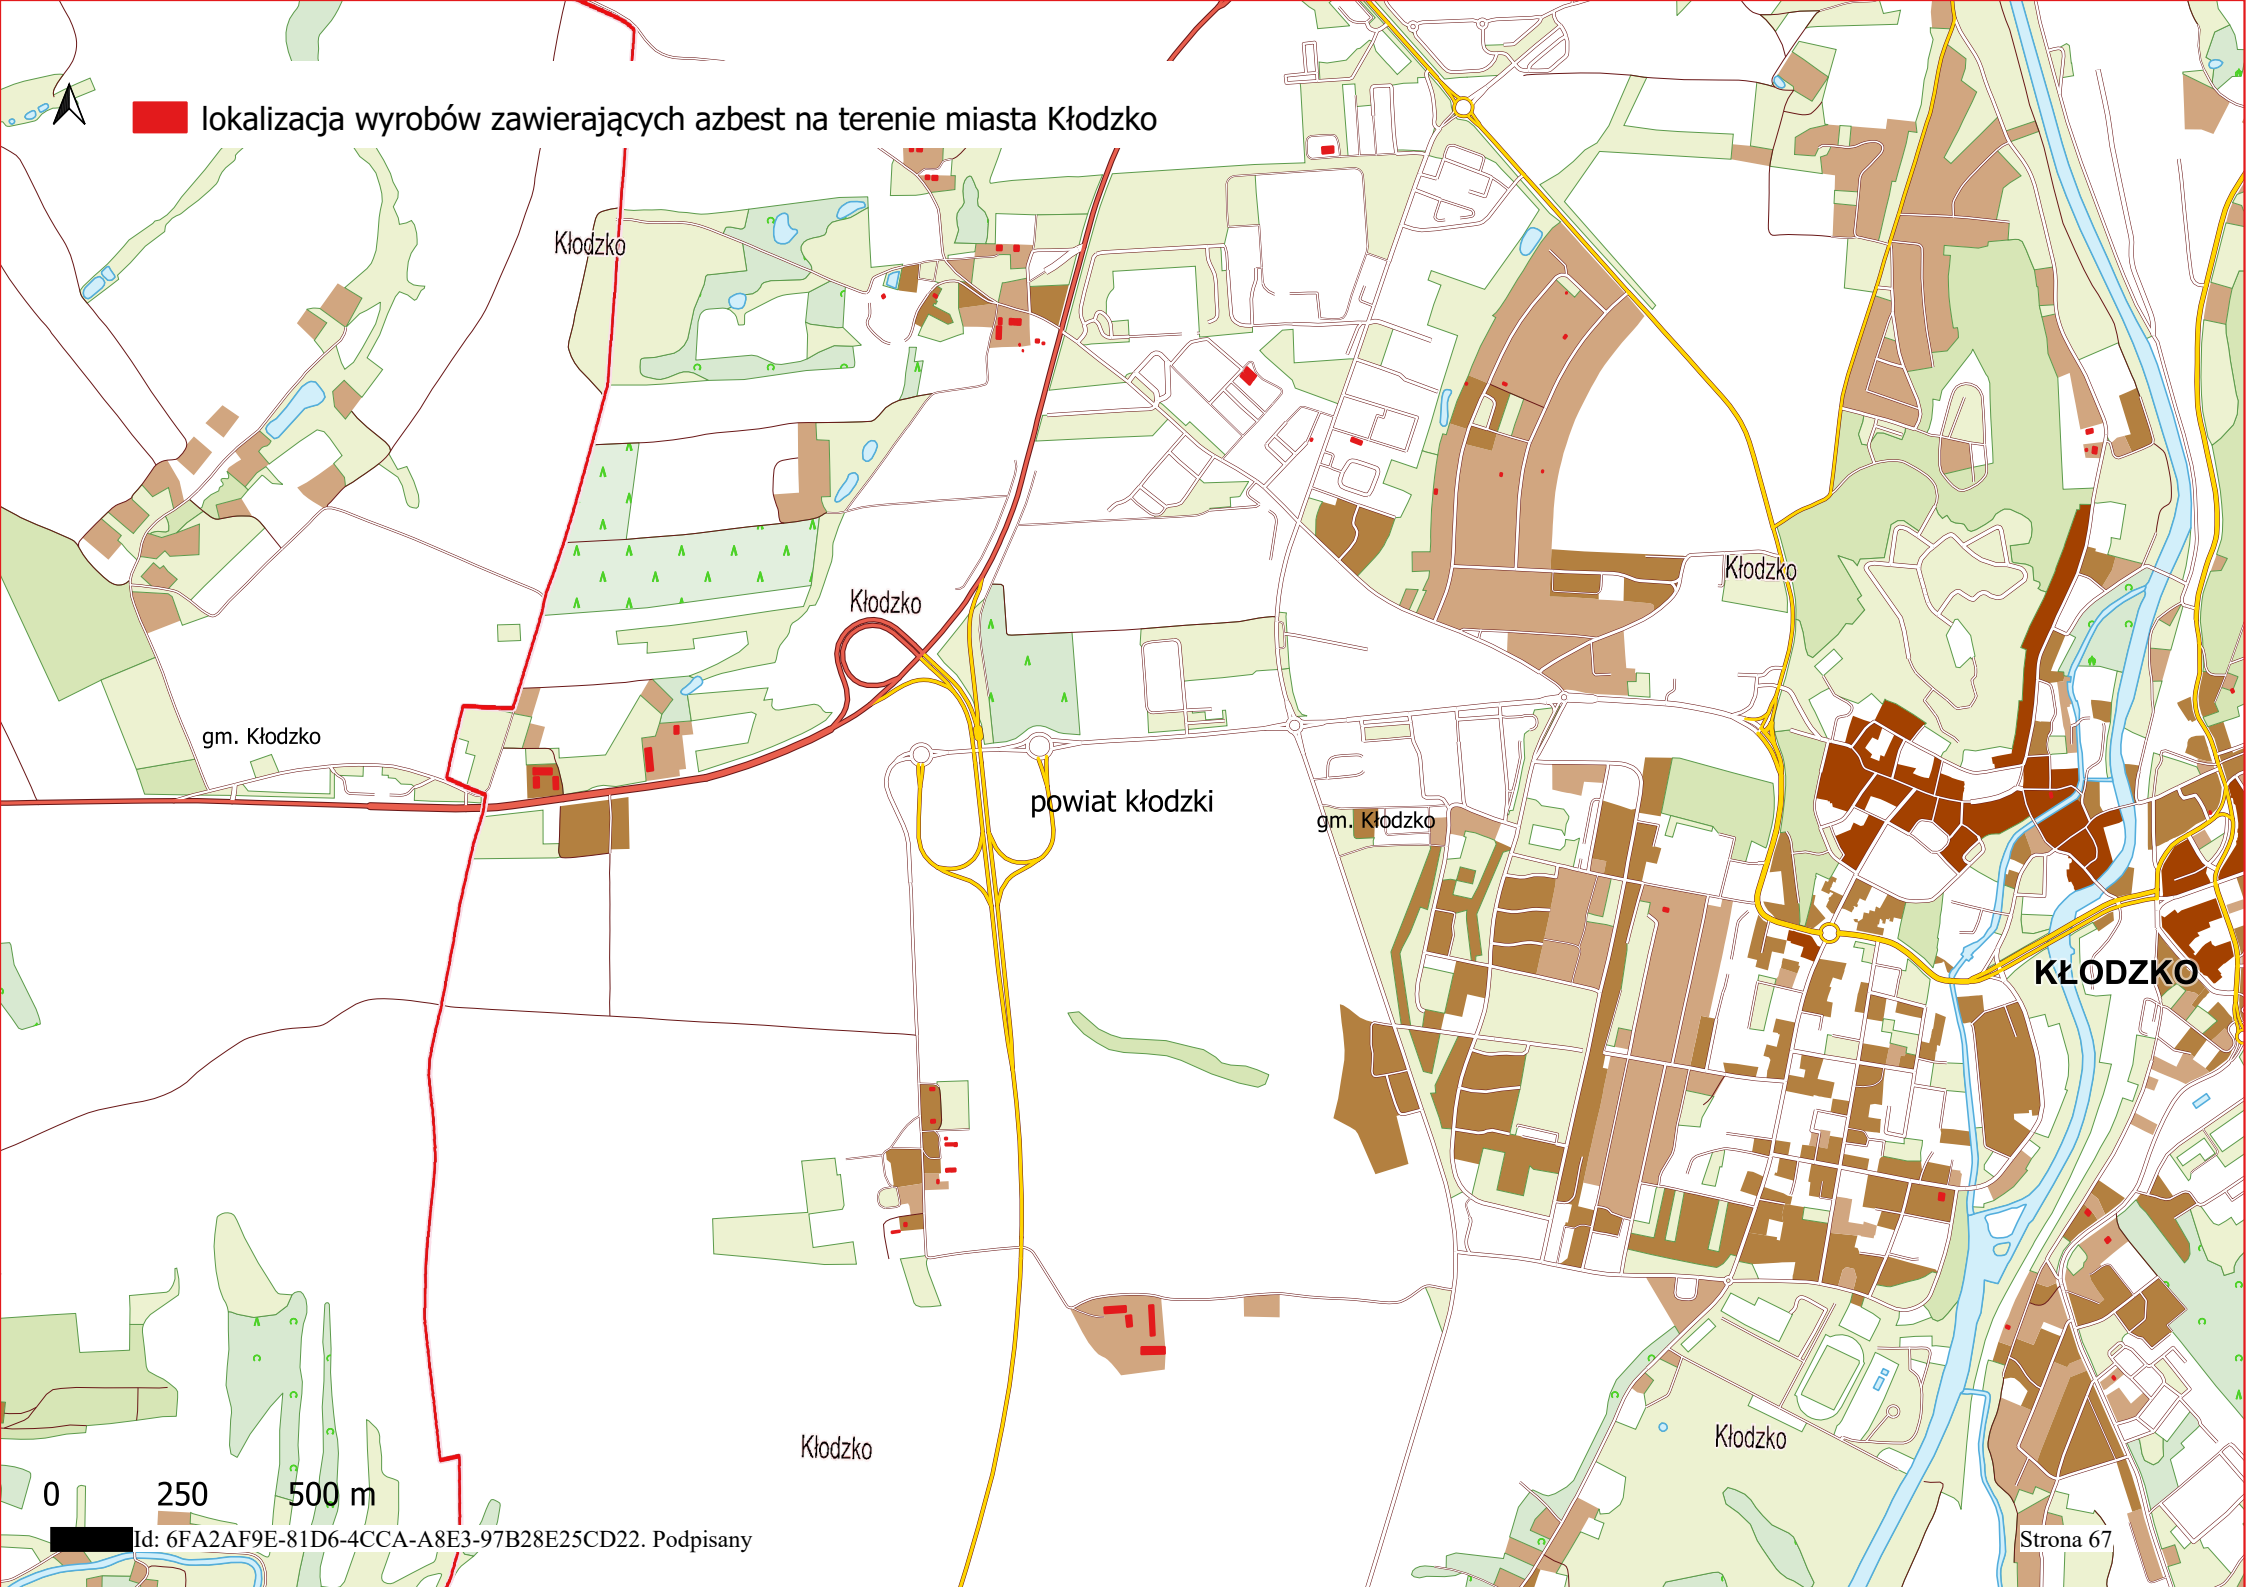 lokalizacja wyrobów zawierających azbest na terenie miasta Kłodzko
Kłodzko
Kłodzko
Kłodzko
gm. Kłodzko
powiat kłodzki
gm. Kłodzko
KŁODZKO
Kłodzko
Kłodzko
0 250 500 m
Id: 6FA2AF9E-81D6-4CCA-A8E3-97B28E25CD22. Podpisany
Strona 67